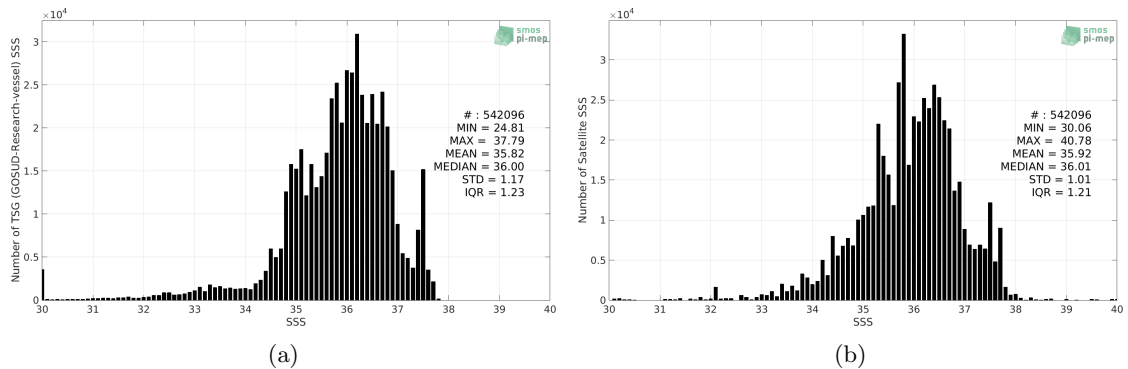 ×10⁴
smos
pi-mep
3
2.5
2
1.5
1
0.5
0
Number of TSG (GOSUD-Research-vessel) SSS
# : 542096
MIN = 24.81
MAX = 37.79
MEAN = 35.82
MEDIAN = 36.00
STD = 1.17
IQR = 1.23
30 31 32 33 34 35 36 37 38 39 40
SSS
(a)
×10⁴
smos
pi-mep
3
2.5
2
1.5
1
0.5
0
Number of Satellite SSS
# : 542096
MIN = 30.06
MAX = 40.78
MEAN = 35.92
MEDIAN = 36.01
STD = 1.01
IQR = 1.21
30 31 32 33 34 35 36 37 38 39 40
SSS
(b)